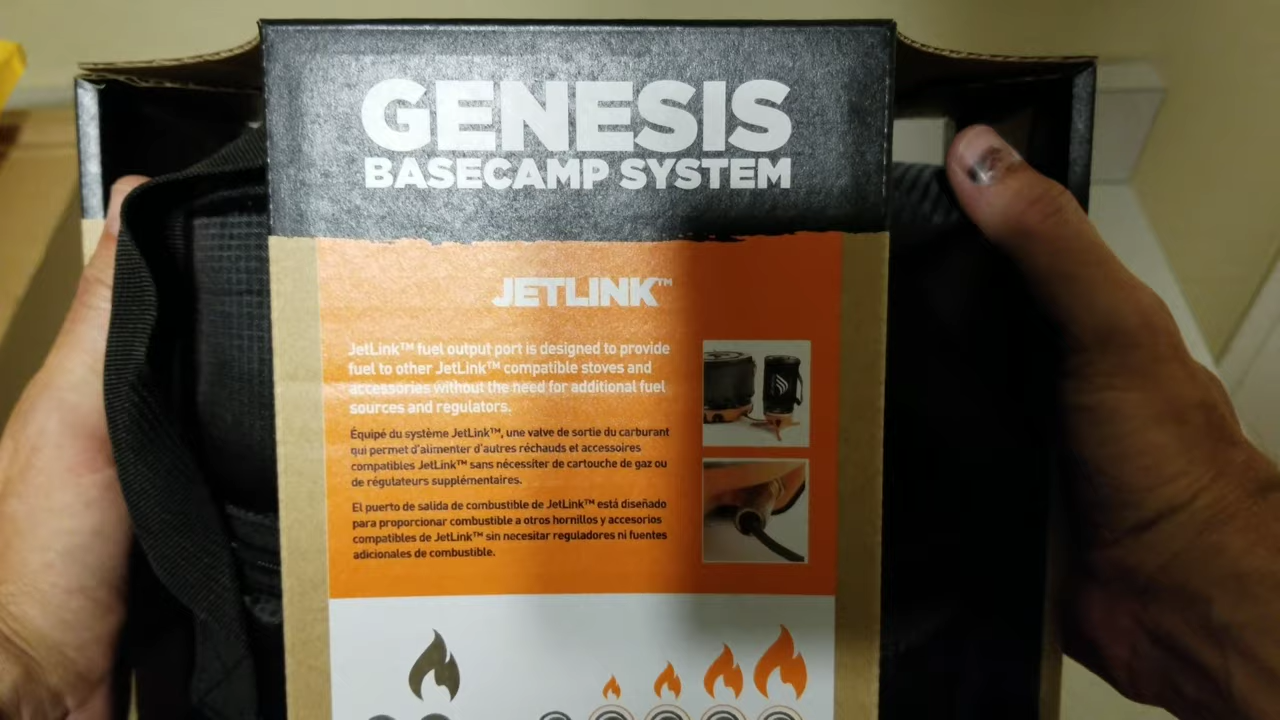 GENESIS
BASECAMP SYSTEM
JETLINK™
JetLink™ fuel output port is designed to provide
fuel to other JetLink™ compatible stoves and
accessories without the need for additional fuel
sources and regulators.
Équipé du système JetLink™, une valve de sortie du carburant
qui permet d'alimenter d'autres réchauds et accessoires
compatibles JetLink™ sans nécessiter de cartouche de gaz ou
de régulateurs supplémentaires.
El puerto de salida de combustible de JetLink™ está diseñado
para proporcionar combustible a otros hornillos y accesorios
compatibles de JetLink™ sin necesitar reguladores ni fuentes
adicionales de combustible.